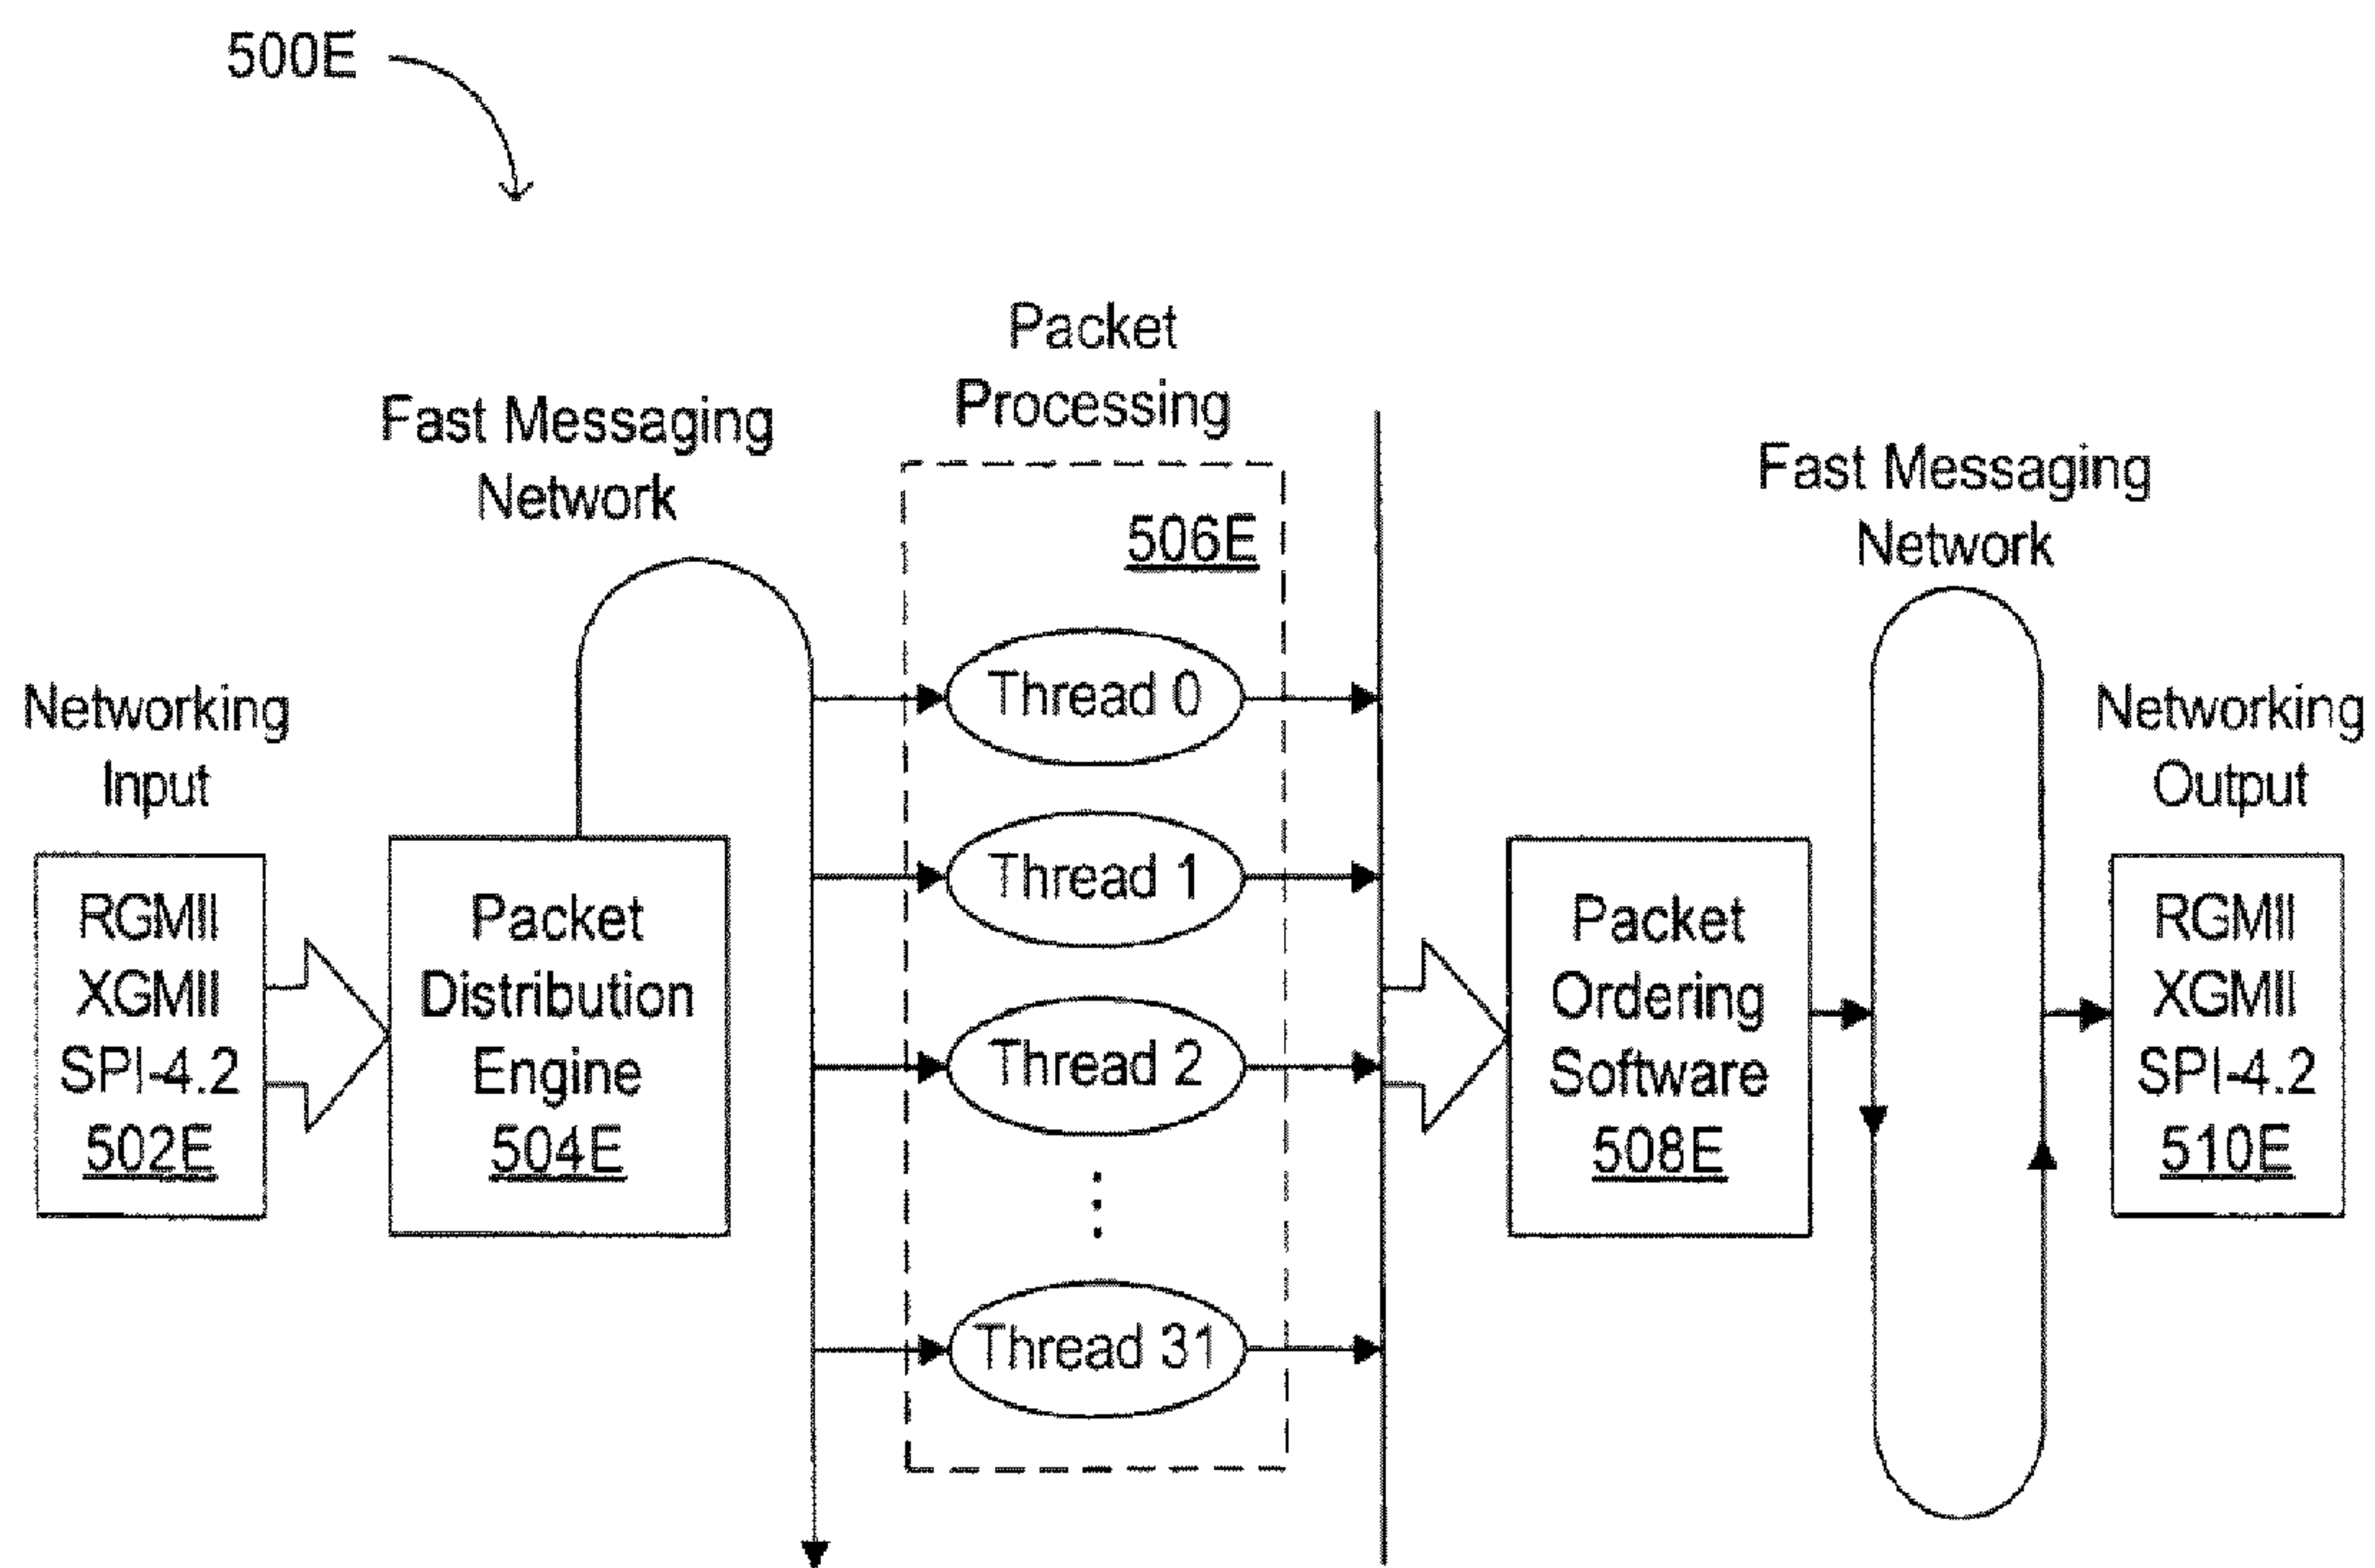 500E
Packet
Processing
Fast Messaging
Network
Fast Messaging
Network
506E
Thread 0
Thread 1
Thread 2
Thread 31
Networking
Input
RGMII
XGMII
SPI-4.2
502E
Packet
Distribution
Engine
504E
Packet
Ordering
Software
508E
Networking
Output
RGMII
XGMII
SPI-4.2
510E